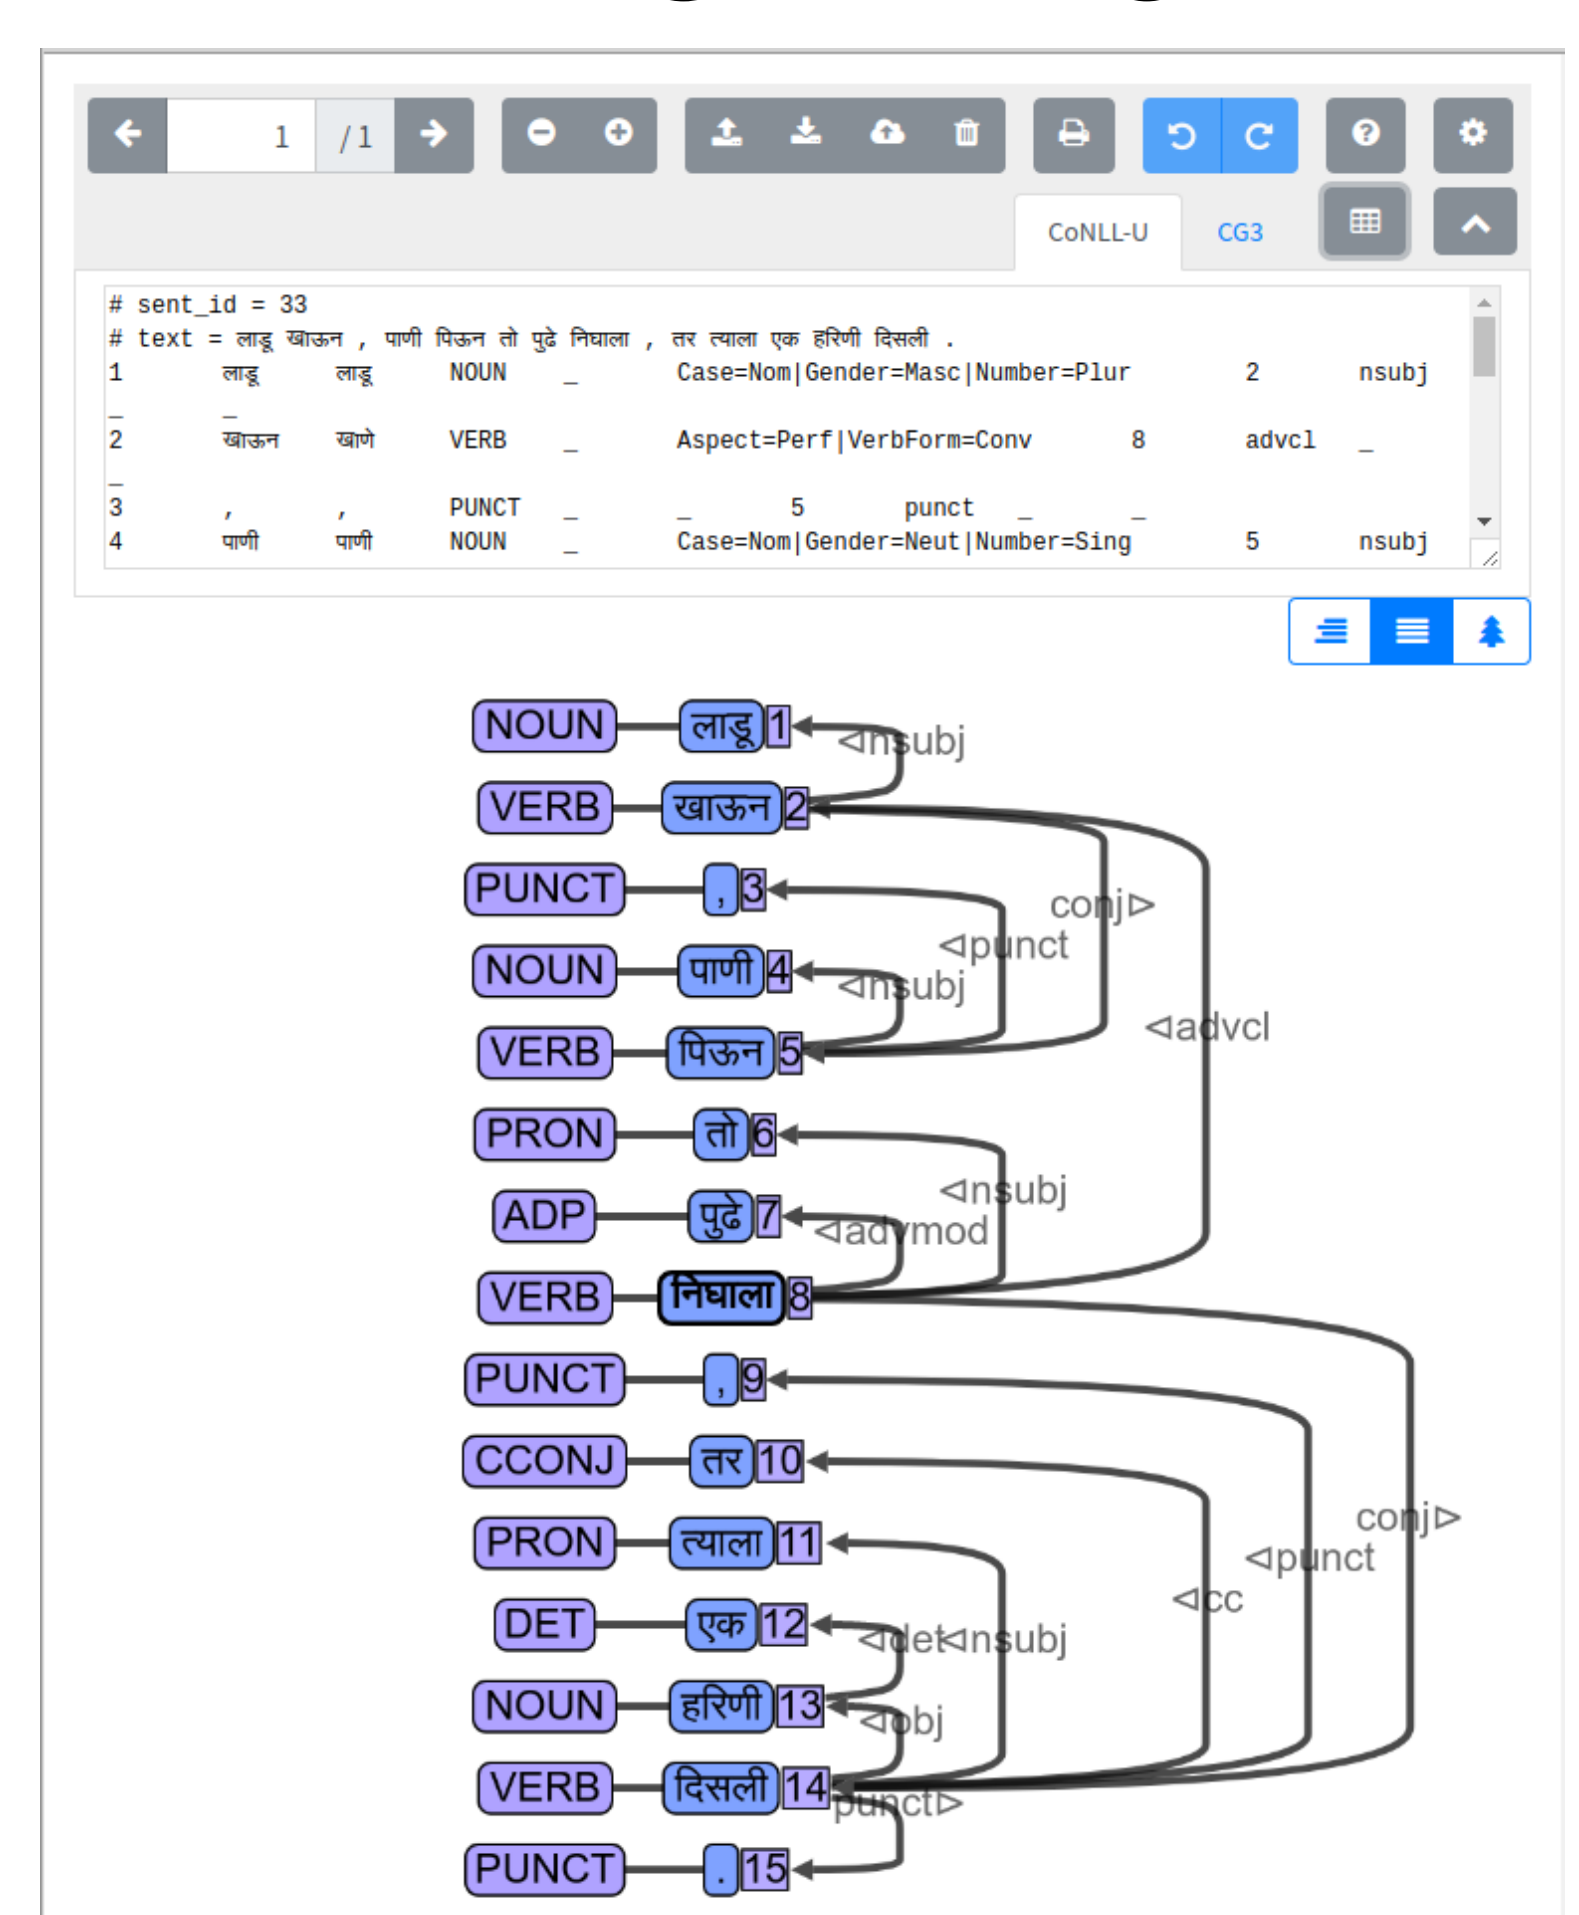 1 / 1
CoNLL-U CG3
# sent_id = 33
# text = लाडू खाऊन , पाणी पिऊन तो पुढे निघाला , तर त्याला एक हरिणी दिसली .
1 लाडू लाडू NOUN _ Case=Nom|Gender=Masc|Number=Plur 2 nsubj
_ _
2 खाऊन खाणे VERB _ Aspect=Perf|VerbForm=Conv 8 advcl _
_
3 , , PUNCT _ _ 5 punct _ _
4 पाणी पाणी NOUN _ Case=Nom|Gender=Neut|Number=Sing 5 nsubj
NOUN लाडू 1
⊲nsubj
VERB खाऊन 2
PUNCT , 3
conj⊳
⊲punct
NOUN पाणी 4
⊲nsubj
⊲advcl
VERB पिऊन 5
PRON तो 6
⊲nsubj
ADP पुढे 7
⊲advmod
VERB निघाला 8
PUNCT , 9
CCONJ तर 10
conj⊳
PRON त्याला 11
⊲punct
⊲cc
DET एक 12
⊲det ⊲nsubj
NOUN हरिणी 13
⊲obj
VERB दिसली 14
punct⊳
PUNCT . 15